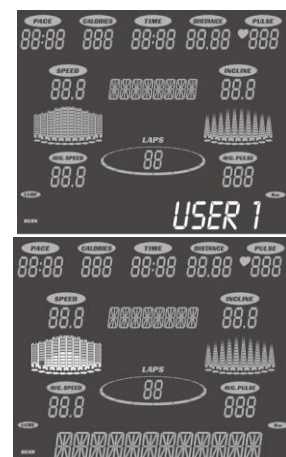 PACE CALORIES TIME DISTANCE PULSE
88:88 888 88:88 88.88 888
SPEED INCLINE
88.8 88.8
AVG. SPEED LAPS AVG. PULSE
88.8 88 888
SCAN USER 1
PACE CALORIES TIME DISTANCE PULSE
88:88 888 88:88 88.88 888
SPEED INCLINE
88.8 88.8
AVG. SPEED LAPS AVG. PULSE
88.8 88 888
SCAN